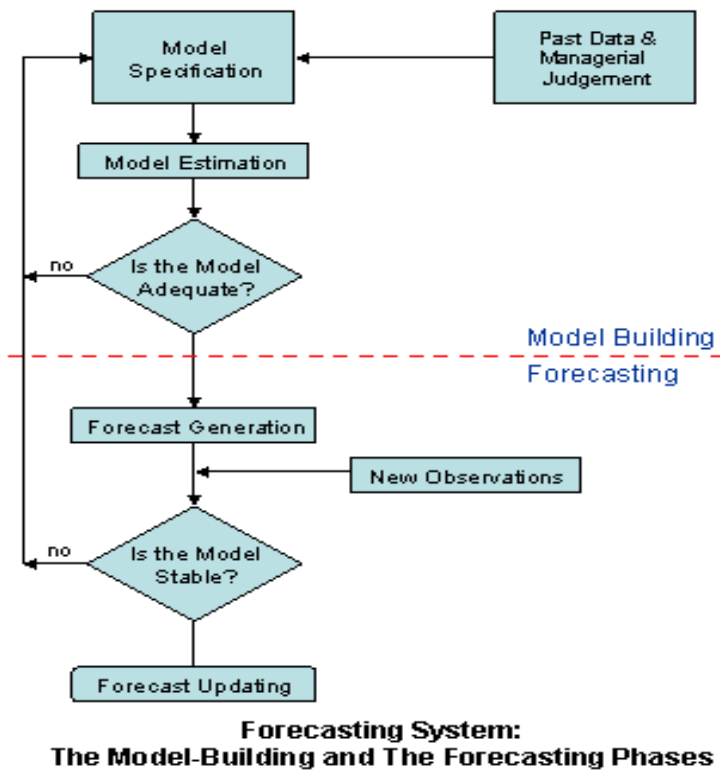 Model
Specification
Past Data &
Managerial
Judgement
Model Estimation
Is the Model
Adequate?
no
Model Building
Forecasting
Forecast Generation
New Observations
Is the Model
Stable?
no
Forecast Updating
Forecasting System:
The Model-Building and The Forecasting Phases